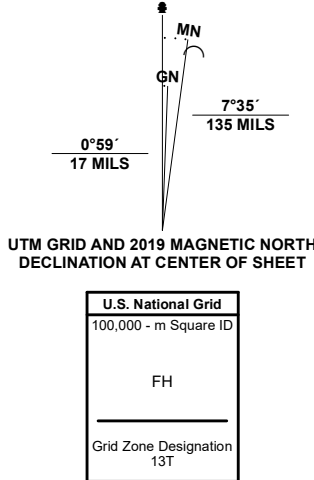 MN
GN
7°35´
135 MILS
0°59´
17 MILS
UTM GRID AND 2019 MAGNETIC NORTH
DECLINATION AT CENTER OF SHEET
U.S. National Grid
100,000 - m Square ID
FH
Grid Zone Designation
13T